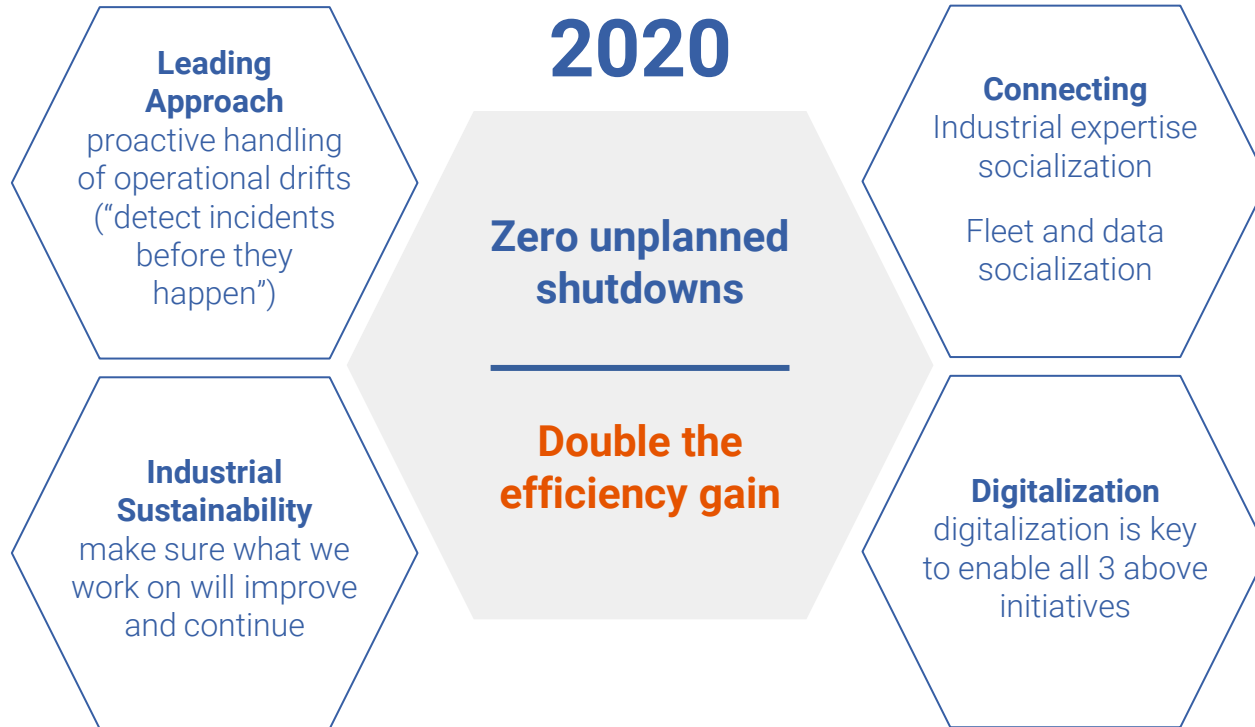 2020
Leading
Approach
proactive handling
of operational drifts
(“detect incidents
before they
happen”)
Zero unplanned
shutdowns
Double the
efficiency gain
Connecting
Industrial expertise
socialization
Fleet and data
socialization
Industrial
Sustainability
make sure what we
work on will improve
and continue
Digitalization
digitalization is key
to enable all 3 above
initiatives